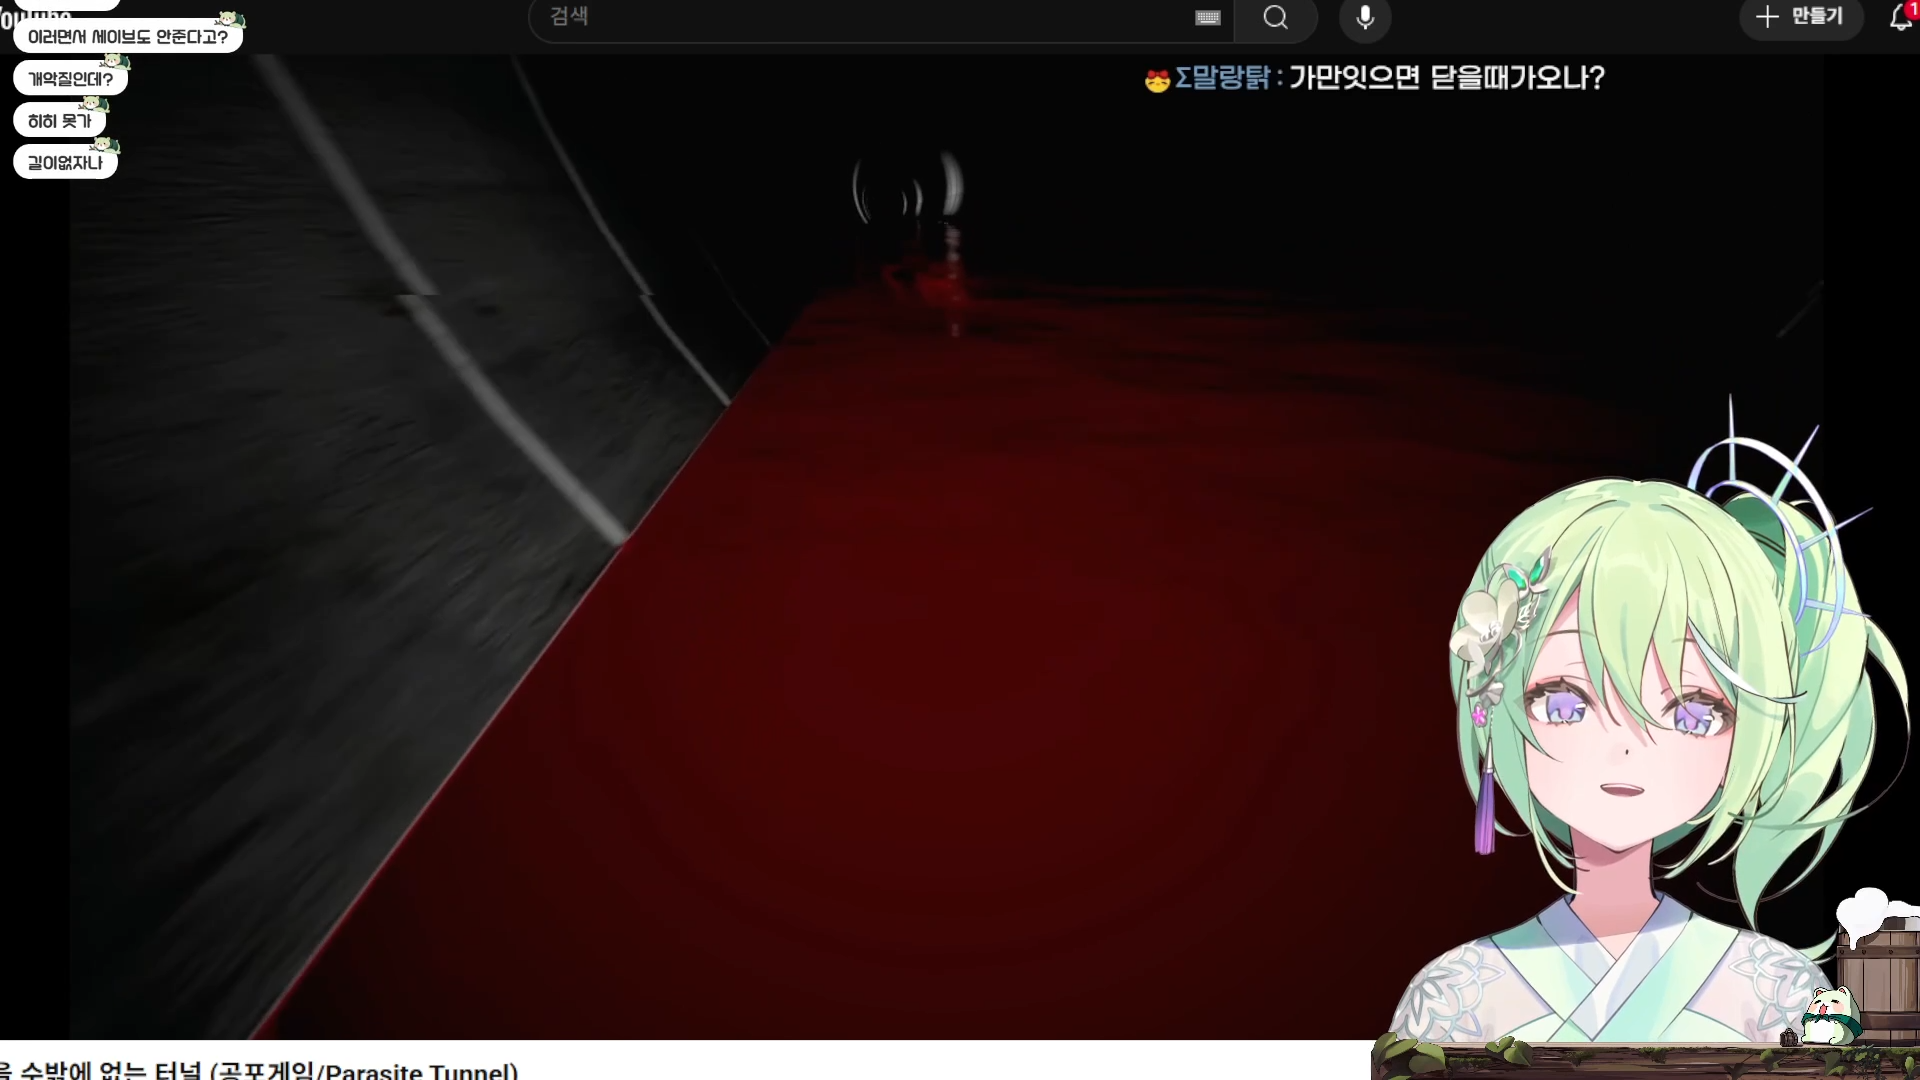 이러면서 세이브도 안준다고?
개악질인데?
히히 못가
길이없자나
검색
만들기
1
Σ말랑탉 : 가만잇으면 닫을때가오나?
수밖에 없는 터널 (공포게임/Parasite Tunnel)